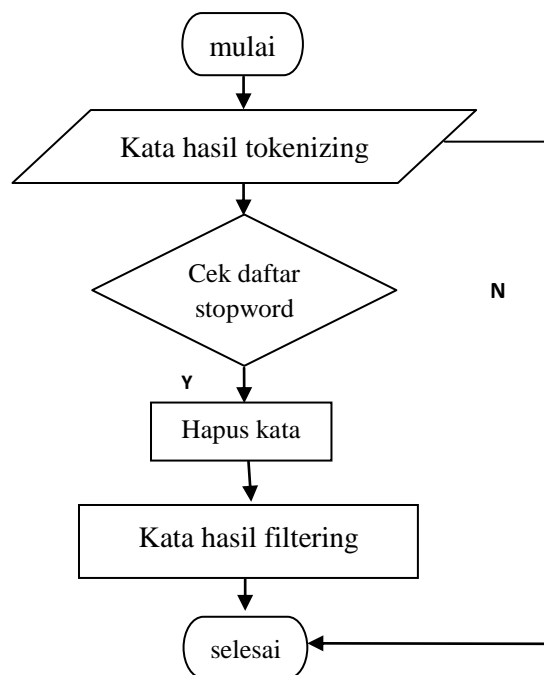 mulai
Kata hasil tokenizing
Cek daftar
stopword
N
Y
Hapus kata
Kata hasil filtering
selesai